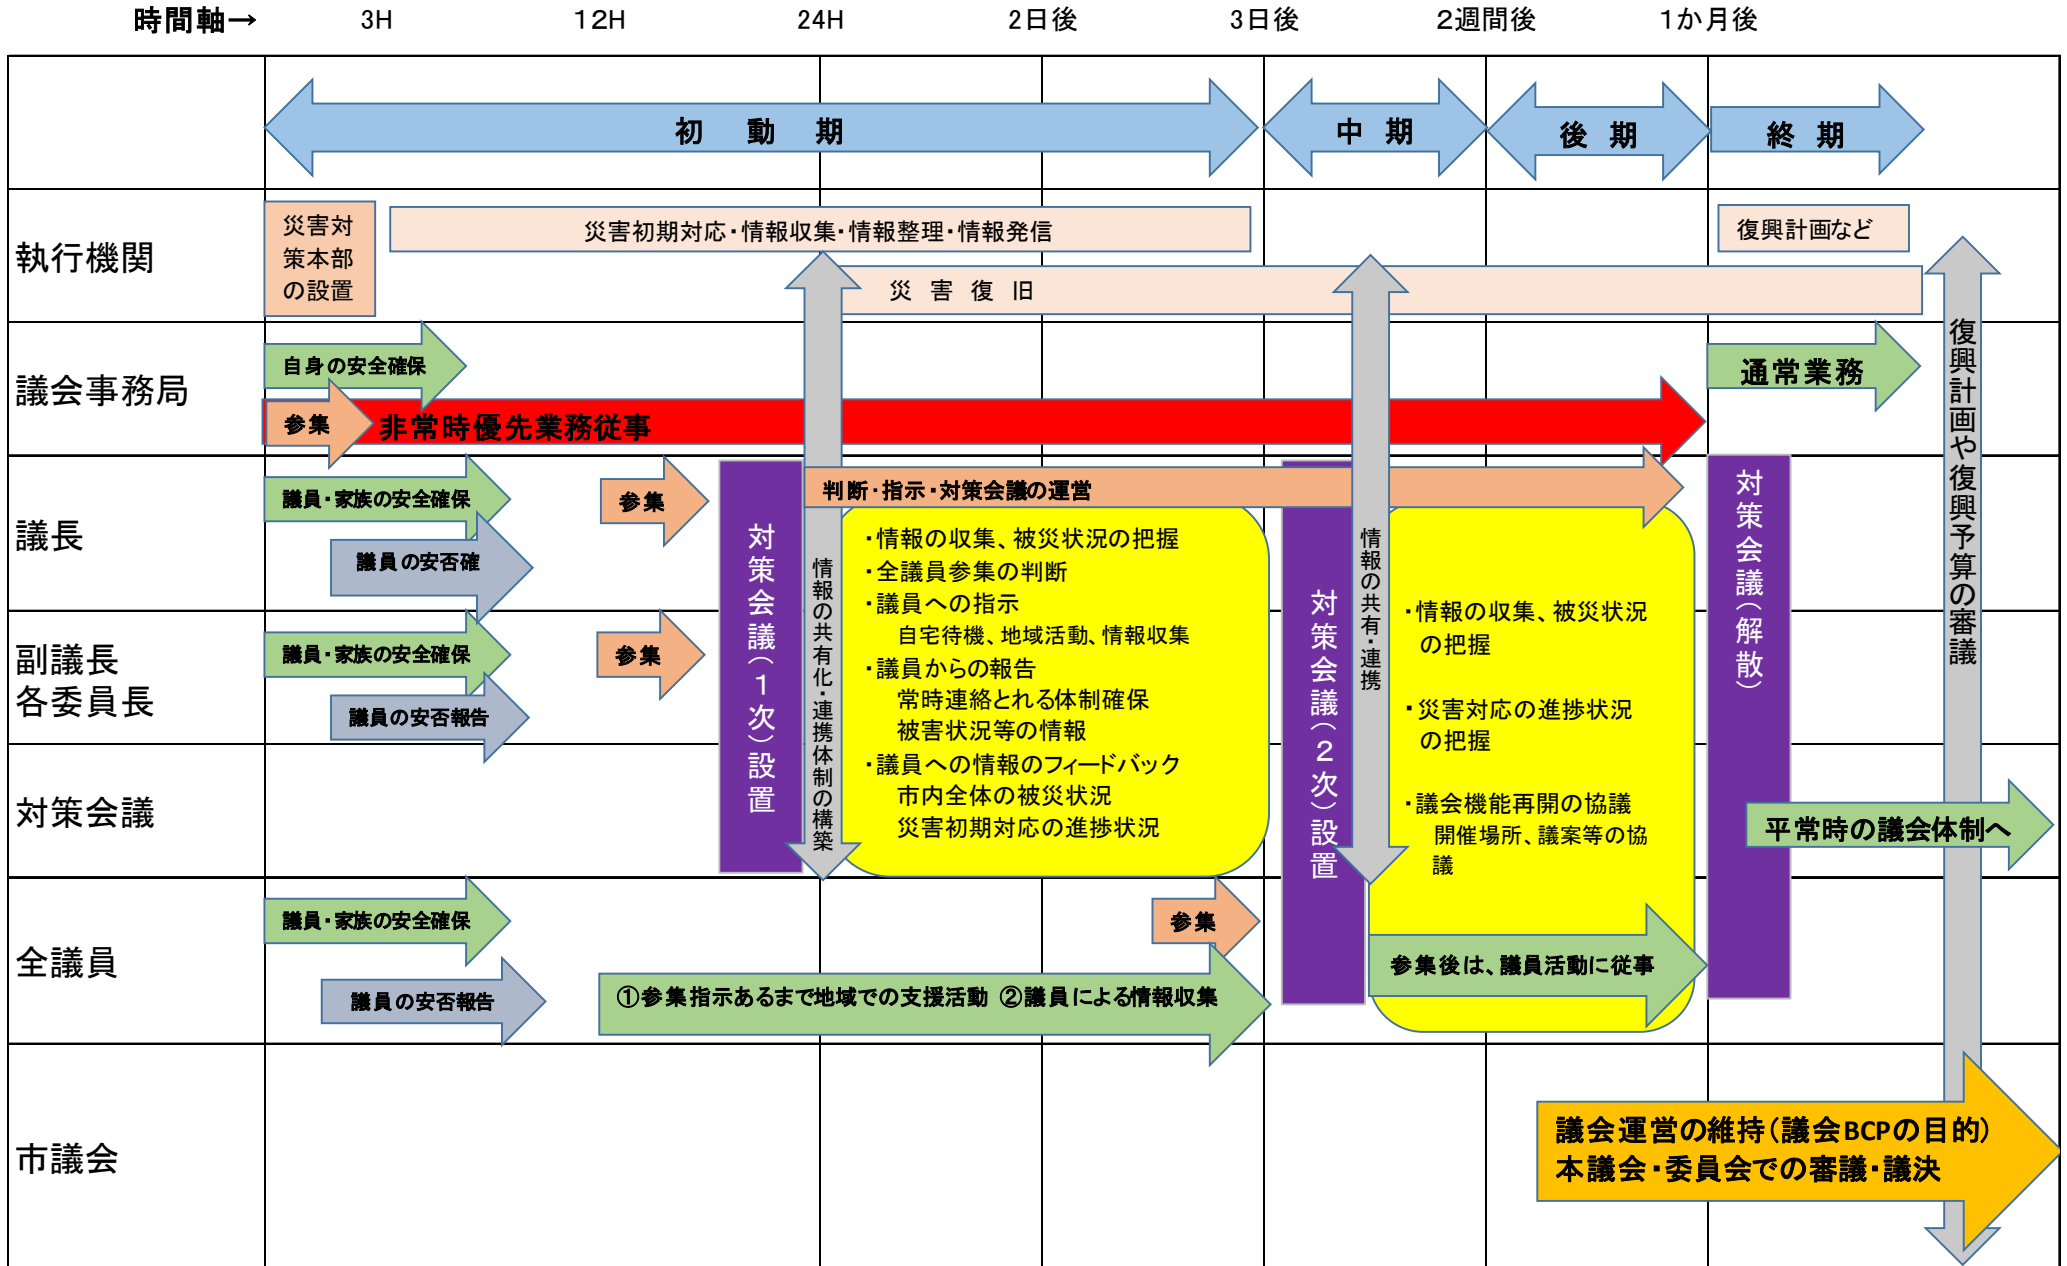 時間軸→ 3H 12H 24H 2日後 3日後 2週間後 1か月後
初 動 期
中 期
後 期
終 期
執行機関
災害対
策本部
の設置
災害初期対応・情報収集・情報整理・情報発信
災 害 復 旧
復興計画など
議会事務局
自身の安全確保
参集
非常時優先業務従事
通常業務
復興計画や復興予算の審議
議長
議員・家族の安全確保
議員の安否確
参集
対策会議(1次)設置
情報の共有化・連携体制の構築
判断・指示・対策会議の運営
・情報の収集、被災状況の把握
・全議員参集の判断
・議員への指示
自宅待機、地域活動、情報収集
・議員からの報告
常時連絡とれる体制確保
被害状況等の情報
・議員への情報のフィードバック
市内全体の被災状況
災害初期対応の進捗状況
対策会議(2次)設置
情報の共有・連携
・情報の収集、被災状況
の把握
・災害対応の進捗状況
の把握
・議会機能再開の協議
開催場所、議案等の協
議
対策会議(解散)
副議長
各委員長
議員・家族の安全確保
議員の安否報告
参集
対策会議
平常時の議会体制へ
全議員
議員・家族の安全確保
議員の安否報告
参集
①参集指示あるまで地域での支援活動 ②議員による情報収集
参集後は、議員活動に従事
市議会
議会運営の維持(議会BCPの目的)
本議会・委員会での審議・議決